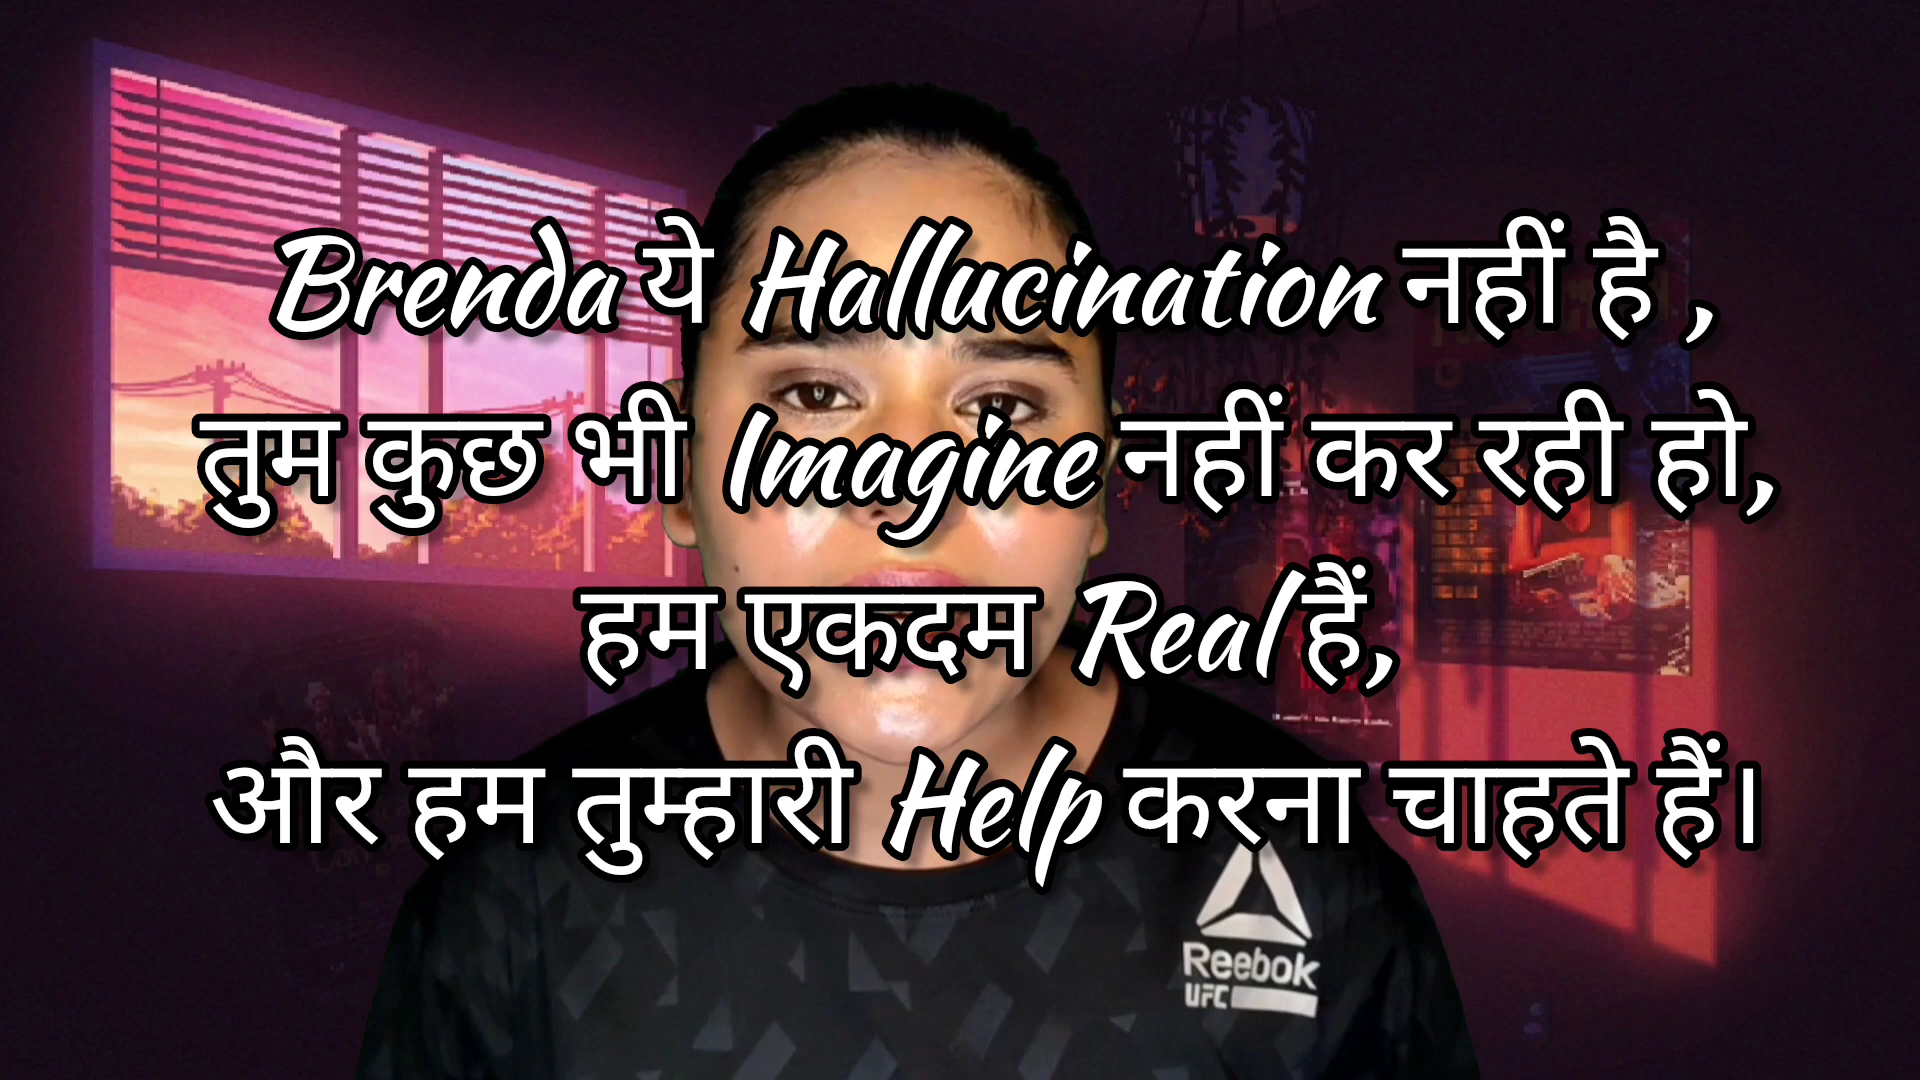 Brenda ये Hallucination नहीं है ,
तुम कुछ भी Imagine नहीं कर रही हो,
हम एकदम Real हैं,
और हम तुम्हारी Help करना चाहते हैं।
Reebok
UFC